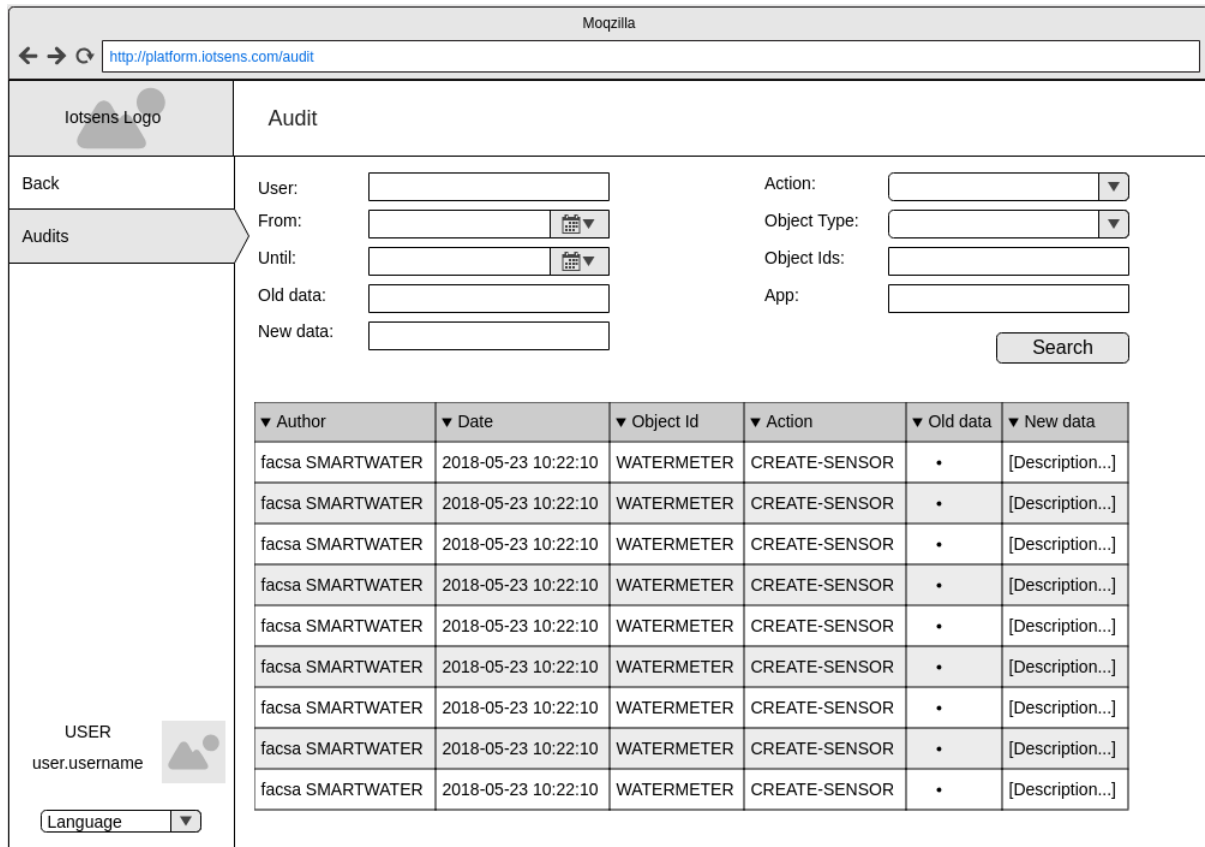 Moqzilla
http://platform.iotsens.com/audit
Iotsens Logo
Audit
Back
Audits
User:
From:
Until:
Old data:
New data:
Action:
Object Type:
Object Ids:
App:
Search
Author Date Object Id Action Old data New data
facsa SMARTWATER 2018-05-23 10:22:10 WATERMETER CREATE-SENSOR • [Description...]
facsa SMARTWATER 2018-05-23 10:22:10 WATERMETER CREATE-SENSOR • [Description...]
facsa SMARTWATER 2018-05-23 10:22:10 WATERMETER CREATE-SENSOR • [Description...]
facsa SMARTWATER 2018-05-23 10:22:10 WATERMETER CREATE-SENSOR • [Description...]
facsa SMARTWATER 2018-05-23 10:22:10 WATERMETER CREATE-SENSOR • [Description...]
facsa SMARTWATER 2018-05-23 10:22:10 WATERMETER CREATE-SENSOR • [Description...]
facsa SMARTWATER 2018-05-23 10:22:10 WATERMETER CREATE-SENSOR • [Description...]
facsa SMARTWATER 2018-05-23 10:22:10 WATERMETER CREATE-SENSOR • [Description...]
facsa SMARTWATER 2018-05-23 10:22:10 WATERMETER CREATE-SENSOR • [Description...]
USER
user.username
Language